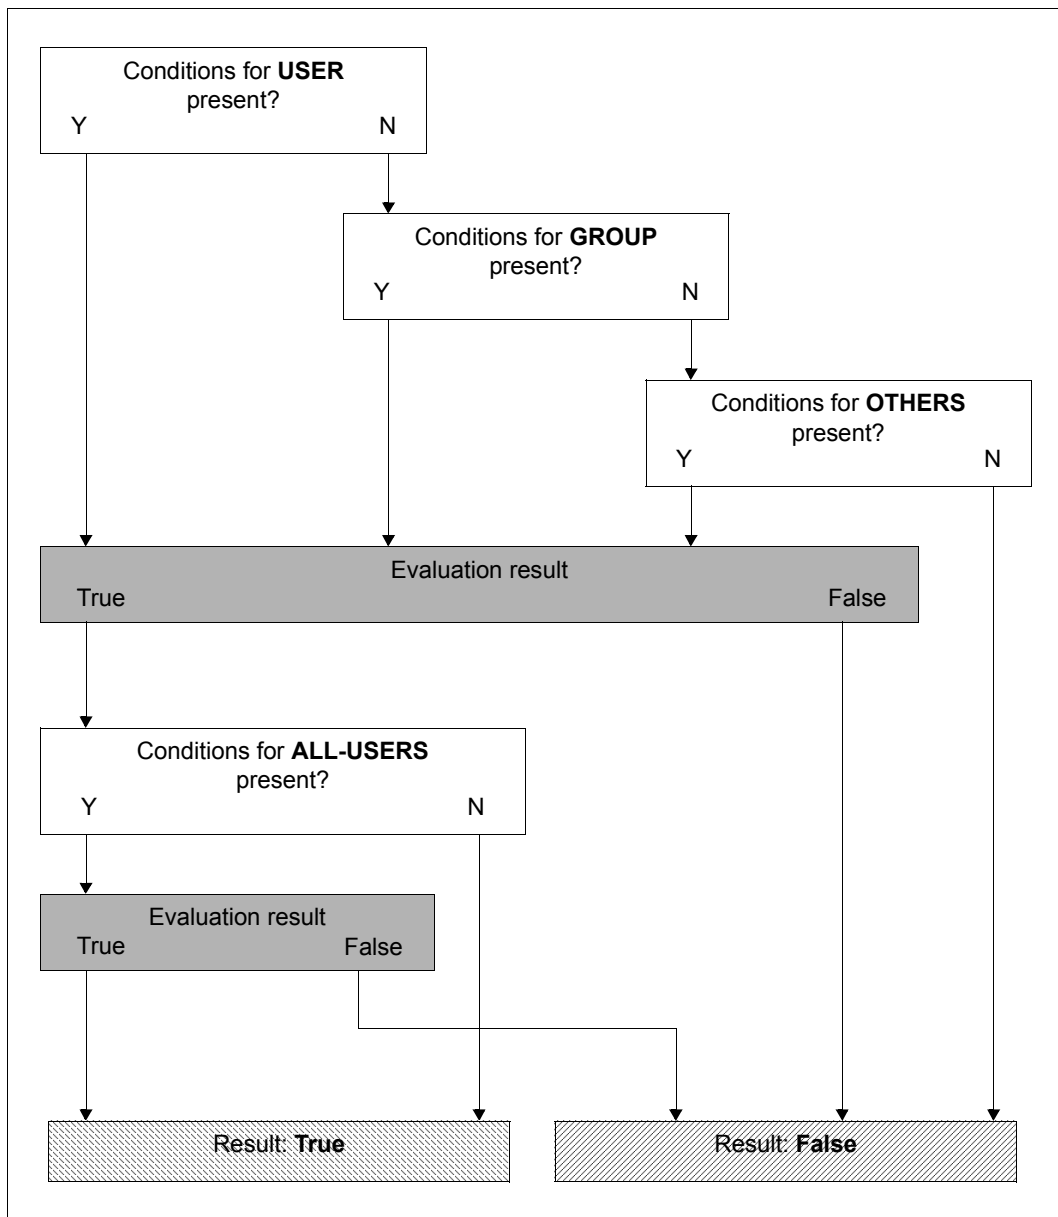 Conditions for USER
present?
Y N
Conditions for GROUP
present?
Y N
Conditions for OTHERS
present?
Y N
Evaluation result
True False
Conditions for ALL-USERS
present?
Y N
Evaluation result
True False
Result: True Result: False